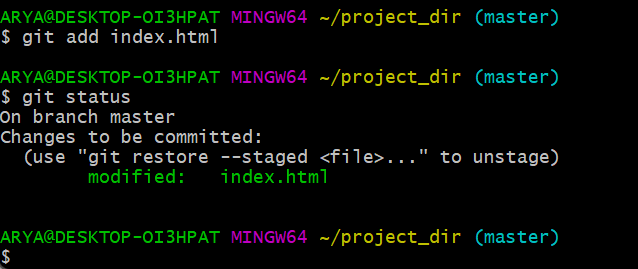 ARYA@DESKTOP-OI3HPAT MINGW64 ~/project_dir (master)
$ git add index.html
ARYA@DESKTOP-OI3HPAT MINGW64 ~/project_dir (master)
$ git status
On branch master
Changes to be committed:
  (use "git restore --staged <file>..." to unstage)
        modified:   index.html
ARYA@DESKTOP-OI3HPAT MINGW64 ~/project_dir (master)
$